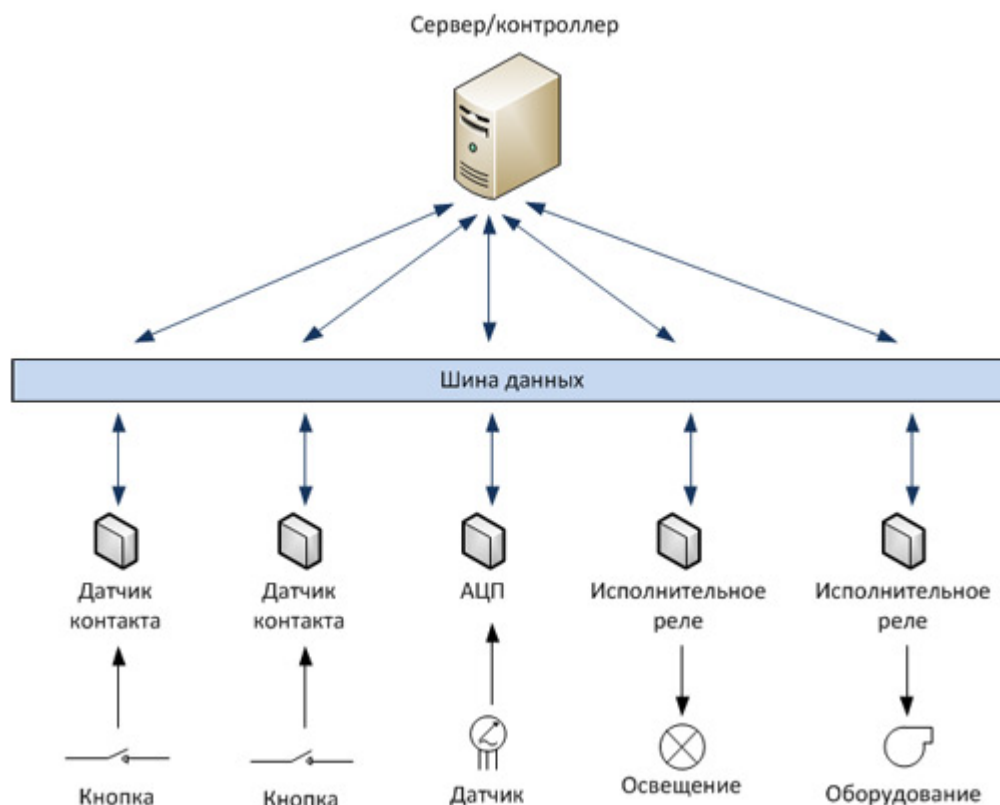 Сервер/контроллер
Шина данных
Датчик
контакта
Датчик
контакта
АЦП
Исполнительное
реле
Исполнительное
реле
Кнопка
Кнопка
Датчик
Освещение
Оборудование